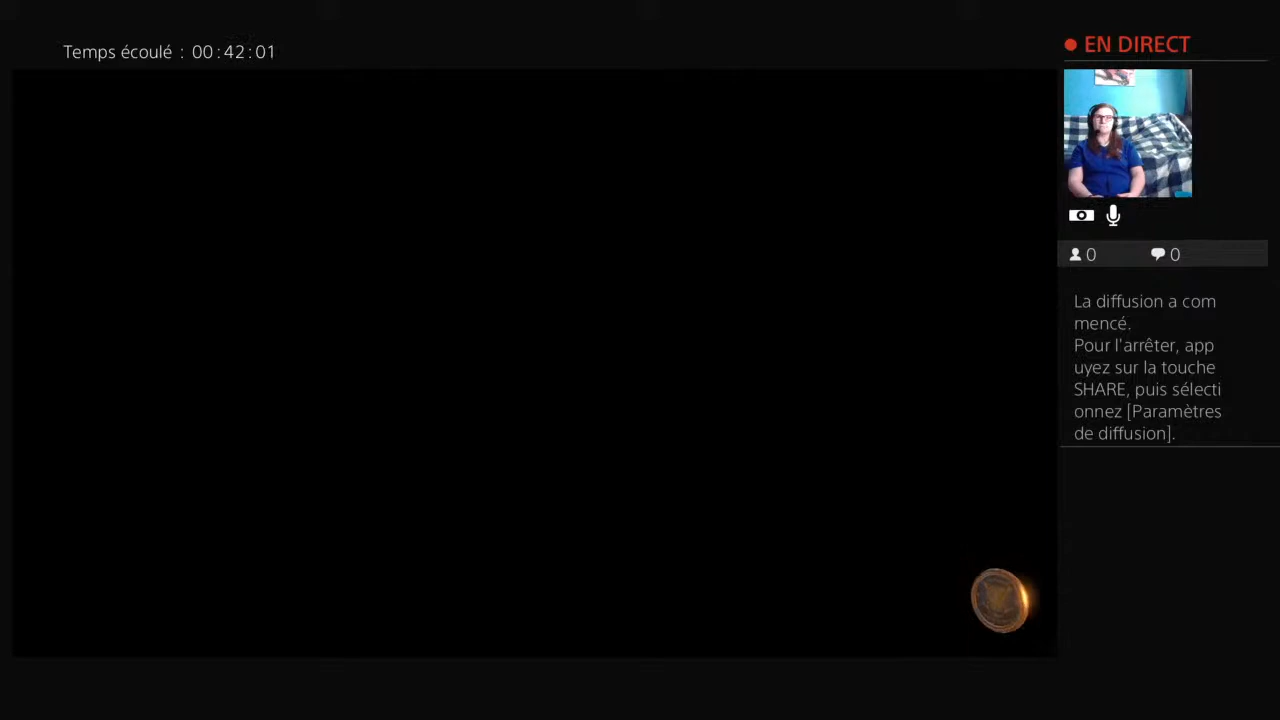 Temps écoulé : 00:42:01
EN DIRECT
0
0
La diffusion a com
mencé.
Pour l'arrêter, app
uyez sur la touche
SHARE, puis sélecti
onnez [Paramètres
de diffusion].